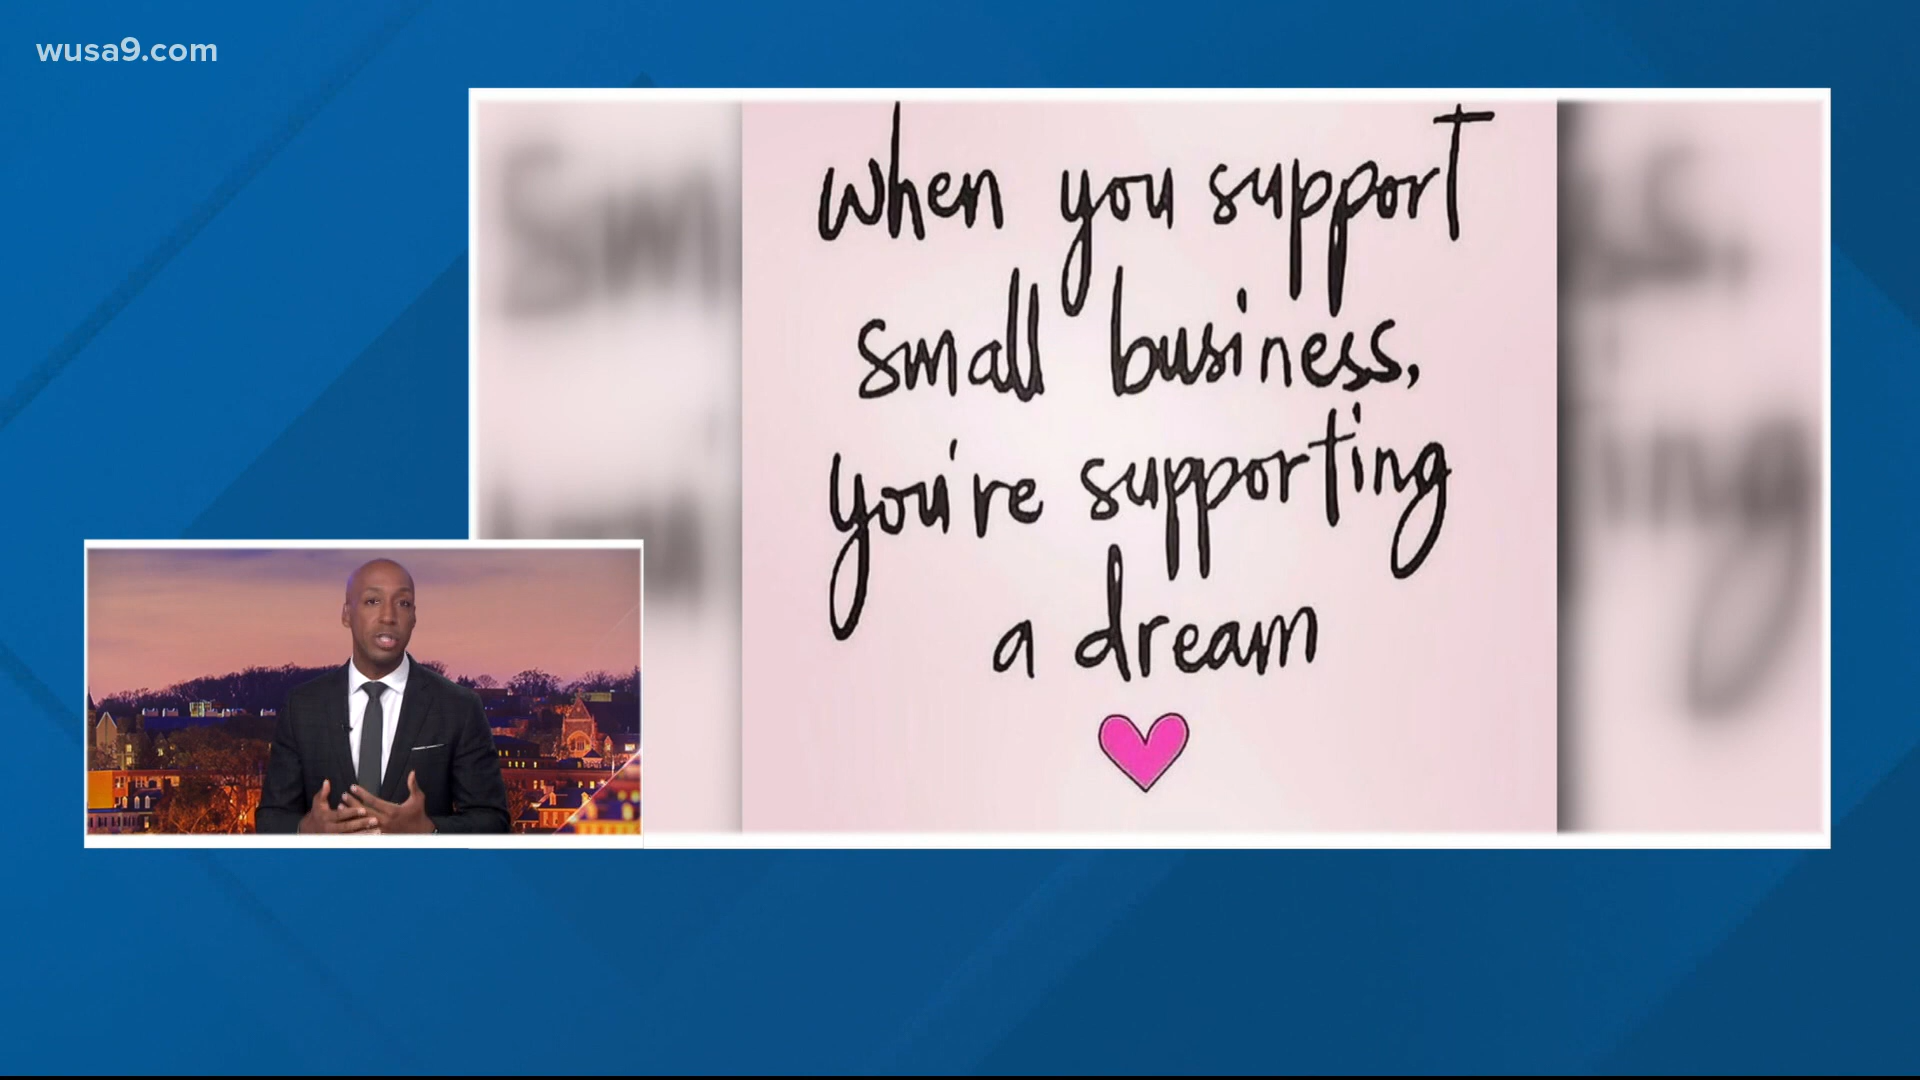 wusa9.com
when you support
small business,
you're supporting
a dream